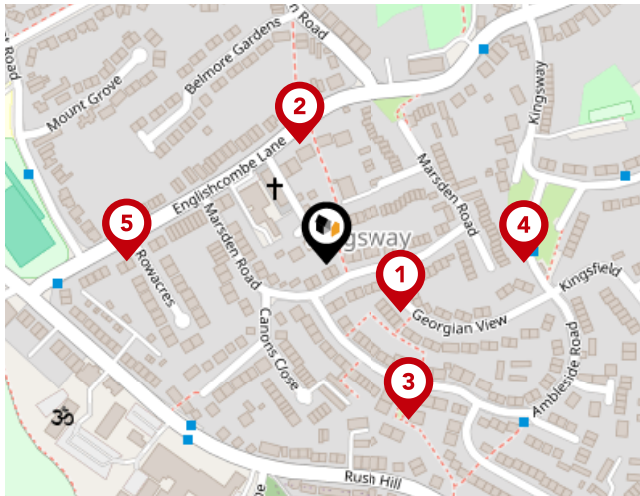 Road
n Road
Belmore Gardens
Mount Grove
Kingsway
2
Englishcombe Lane
Marsden Road
5
Marsden Road
gsway
4
Rowacres
1
Kingsfield
Georgian View
Canons Close
Ambleside Road
3
Rush Hill